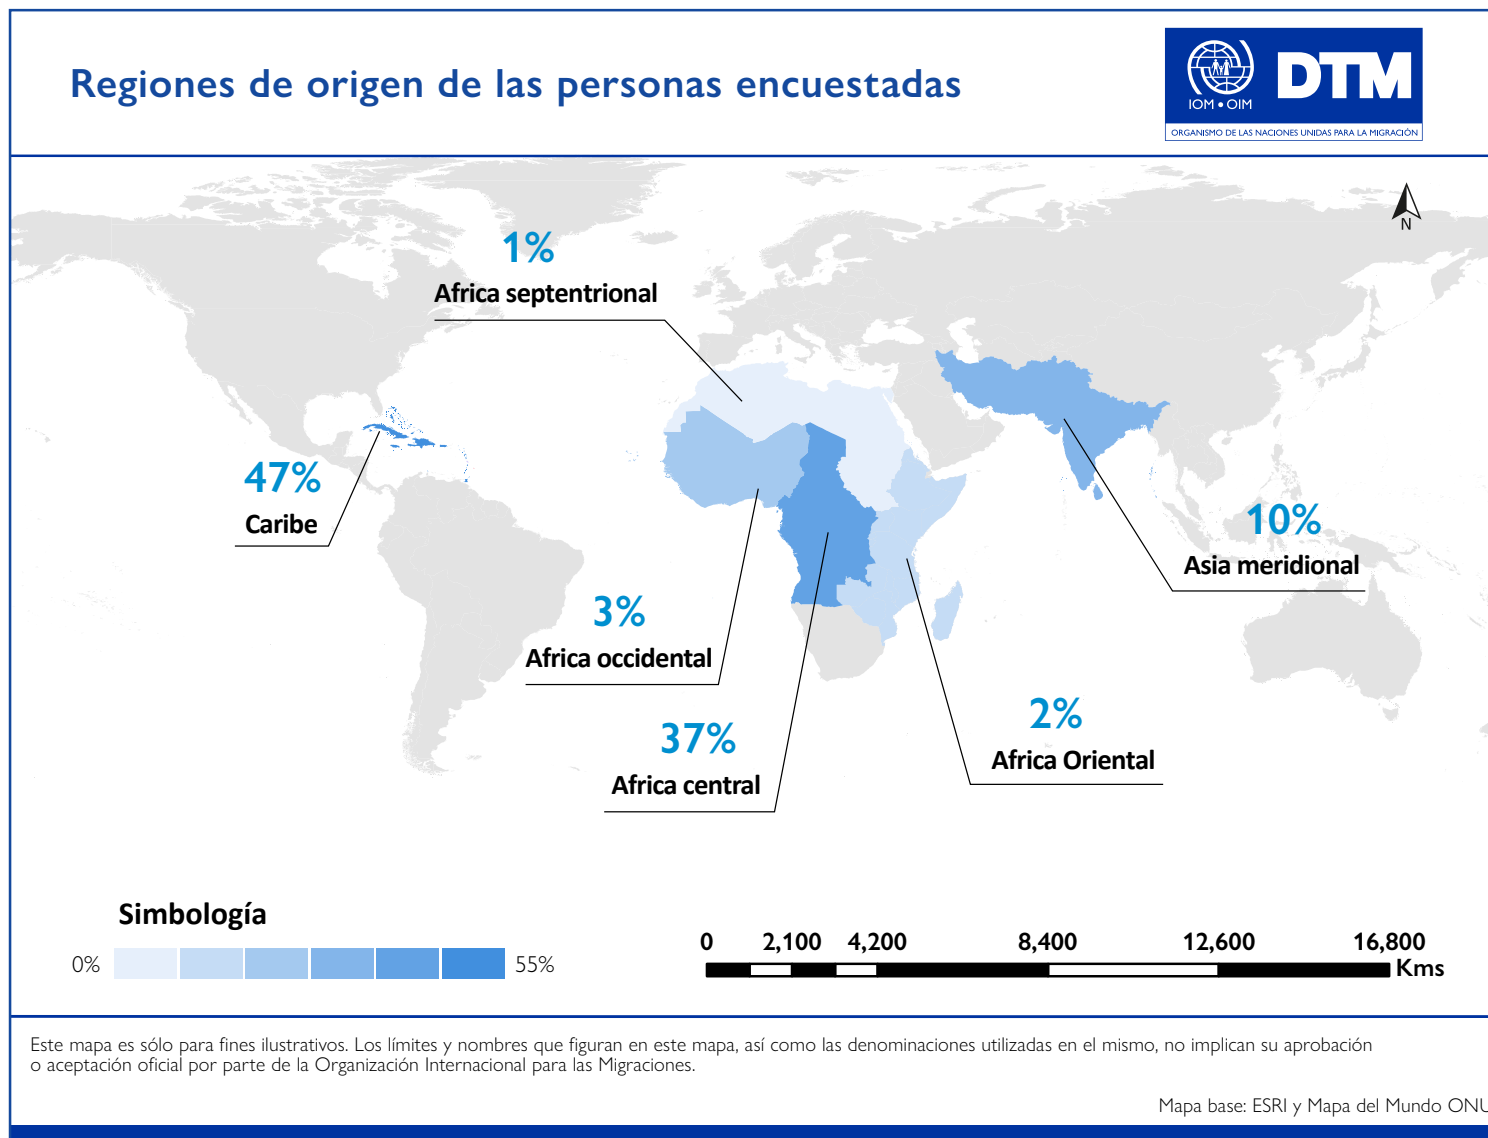 Regiones de origen de las personas encuestadas
IOM • OIM
DTM
ORGANISMO DE LAS NACIONES UNIDAS PARA LA MIGRACIÓN
N
1%
Africa septentrional
47%
Caribe
10%
Asia meridional
3%
Africa occidental
2%
Africa Oriental
37%
Africa central
Simbología
0%
55%
0 2,100 4,200 8,400 12,600 16,800
Kms
Este mapa es sólo para fines ilustrativos. Los límites y nombres que figuran en este mapa, así como las denominaciones utilizadas en el mismo, no implican su aprobación
o aceptación oficial por parte de la Organización Internacional para las Migraciones.
Mapa base: ESRI y Mapa del Mundo ONU